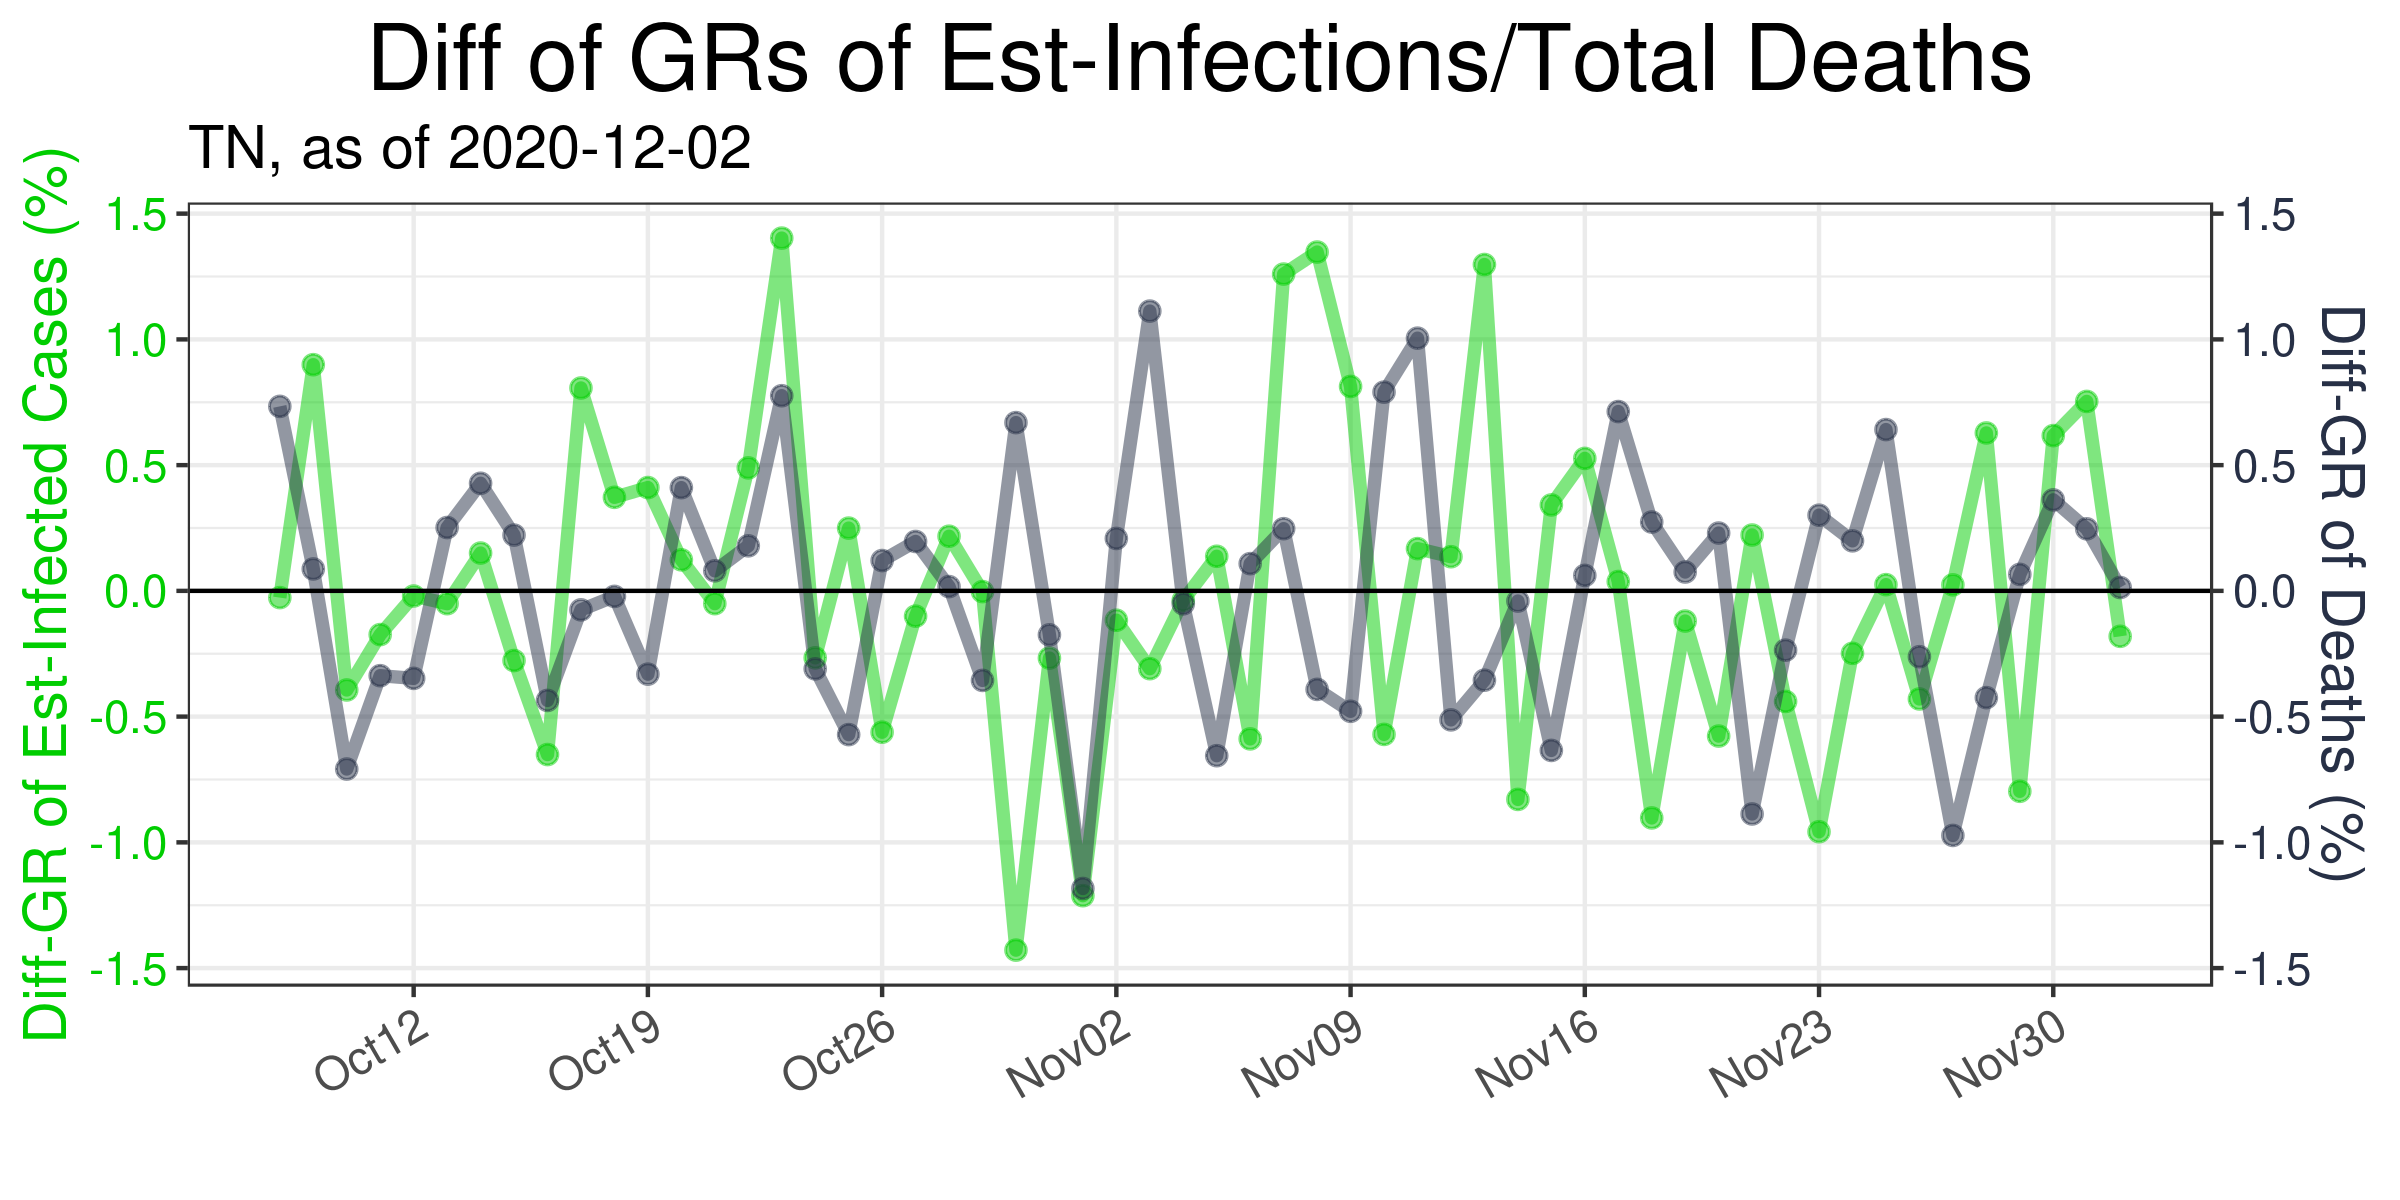 Diff of GRs of Est-Infections/Total Deaths
TN, as of 2020-12-02
Diff-GR of Est-Infected Cases (%)
1.5
1.0
0.5
0.0
-0.5
-1.0
-1.5
1.5
1.0
0.5
0.0
-0.5
-1.0
-1.5
Diff-GR of Deaths (%)
Oct12
Oct19
Oct26
Nov02
Nov09
Nov16
Nov23
Nov30